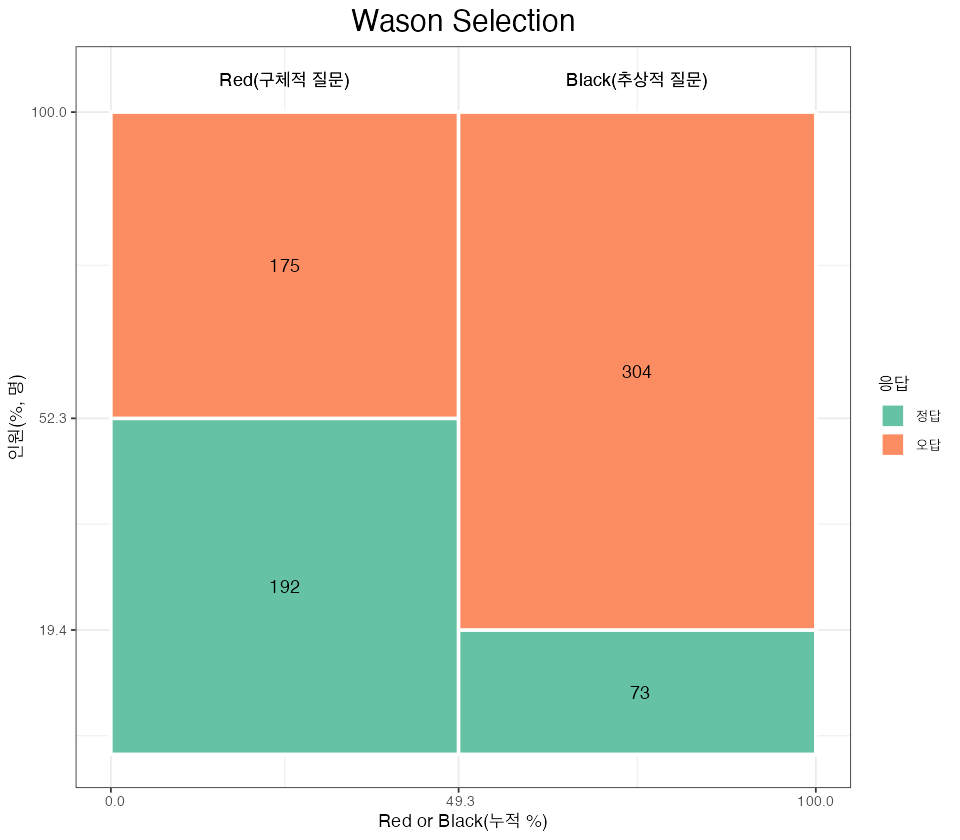 Wason Selection
Red(구체적 질문) Black(추상적 질문)
100.0
175
304
응답
정답
오답
인원(%, 명)
52.3
192
19.4
73
0.0 49.3 100.0
Red or Black(누적 %)